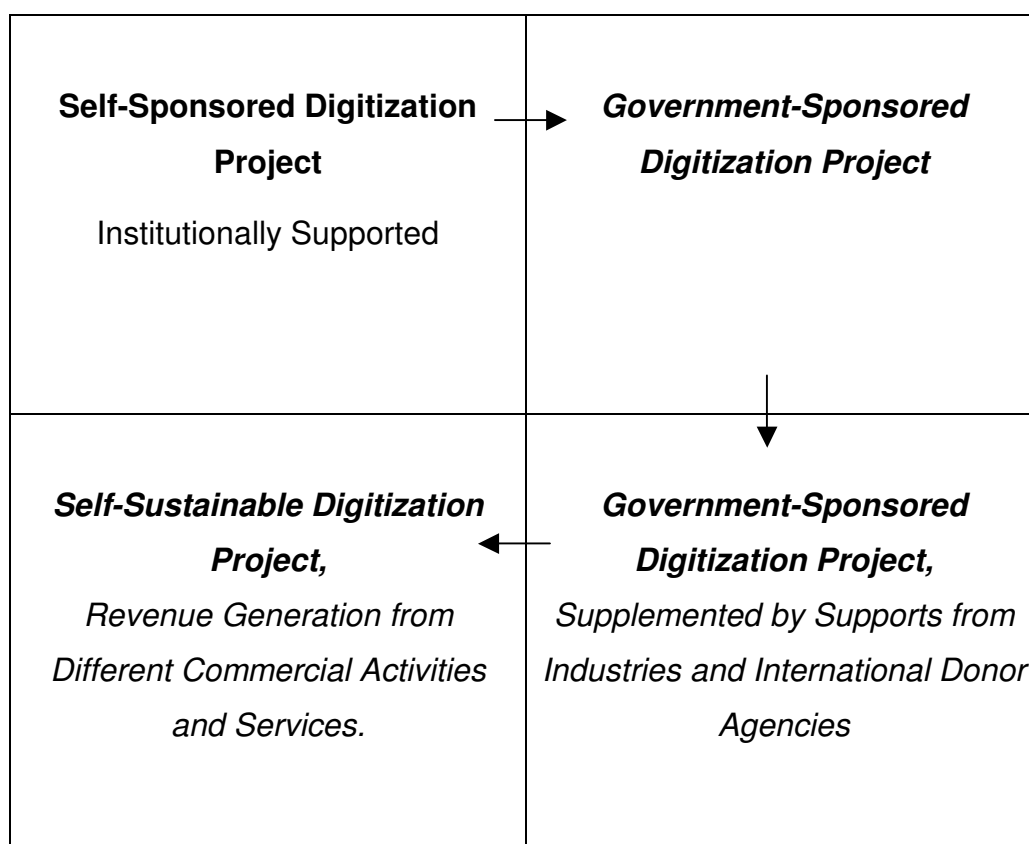 Self-Sponsored Digitization
Project
Institutionally Supported
Government-Sponsored
Digitization Project
Self-Sustainable Digitization
Project,
Revenue Generation from
Different Commercial Activities
and Services.
Government-Sponsored
Digitization Project,
Supplemented by Supports from
Industries and International Donor
Agencies